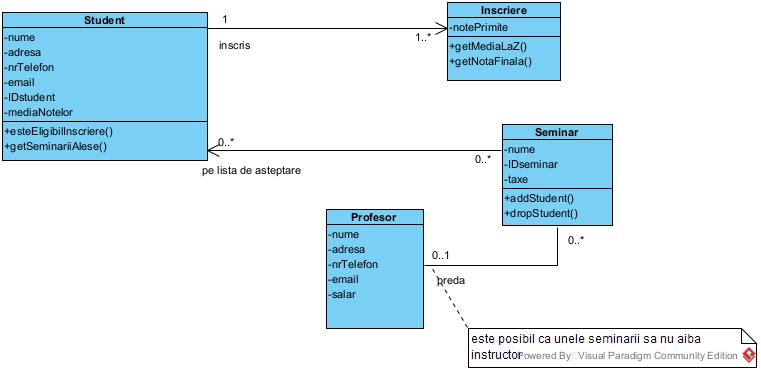 Student
-nume
-adresa
-nrTelefon
-email
-IDstudent
-mediaNotelor
+esteEligibilInscriere()
+getSeminariiAlese()
1
inscris
1..*
Inscriere
-notePrimite
+getMediaLaZ()
+getNotaFinala()
0..*
pe lista de asteptare
0..*
Seminar
-nume
-IDseminar
-taxe
+addStudent()
+dropStudent()
Profesor
-nume
-adresa
-nrTelefon
-email
-salar
0..1
preda
0..*
este posibil ca unele seminarii sa nu aiba
instructor
Powered By Visual Paradigm Community Edition